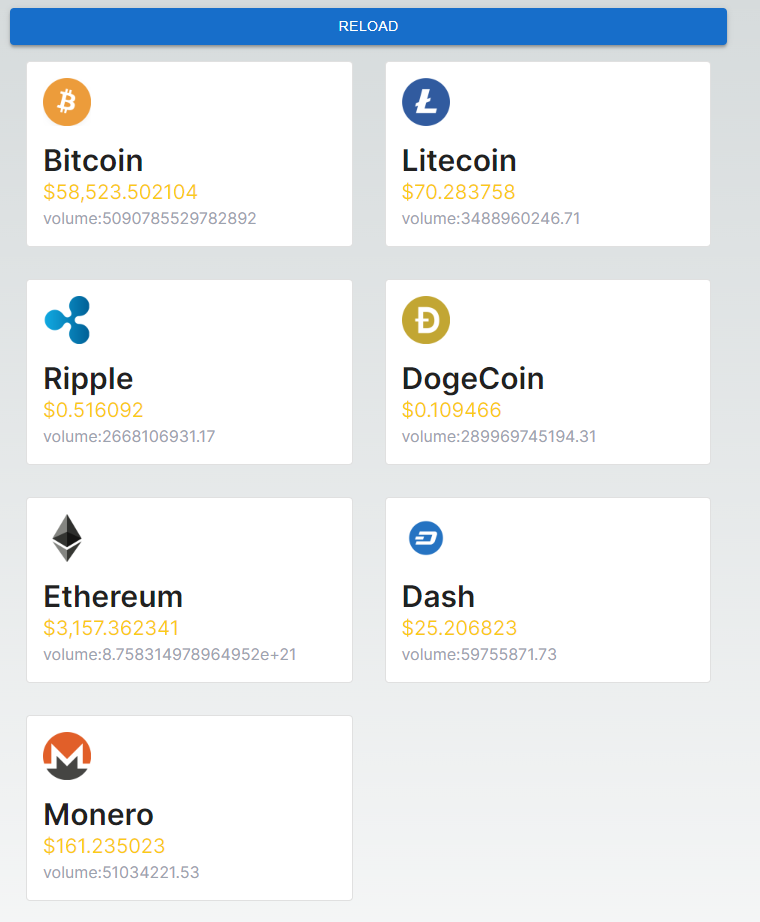 RELOAD
Bitcoin
$58,523.502104
volume:5090785529782892
Litecoin
$70.283758
volume:3488960246.71
Ripple
$0.516092
volume:2668106931.17
DogeCoin
$0.109466
volume:289969745194.31
Ethereum
$3,157.362341
volume:8.758314978964952e+21
Dash
$25.206823
volume:59755871.73
Monero
$161.235023
volume:51034221.53